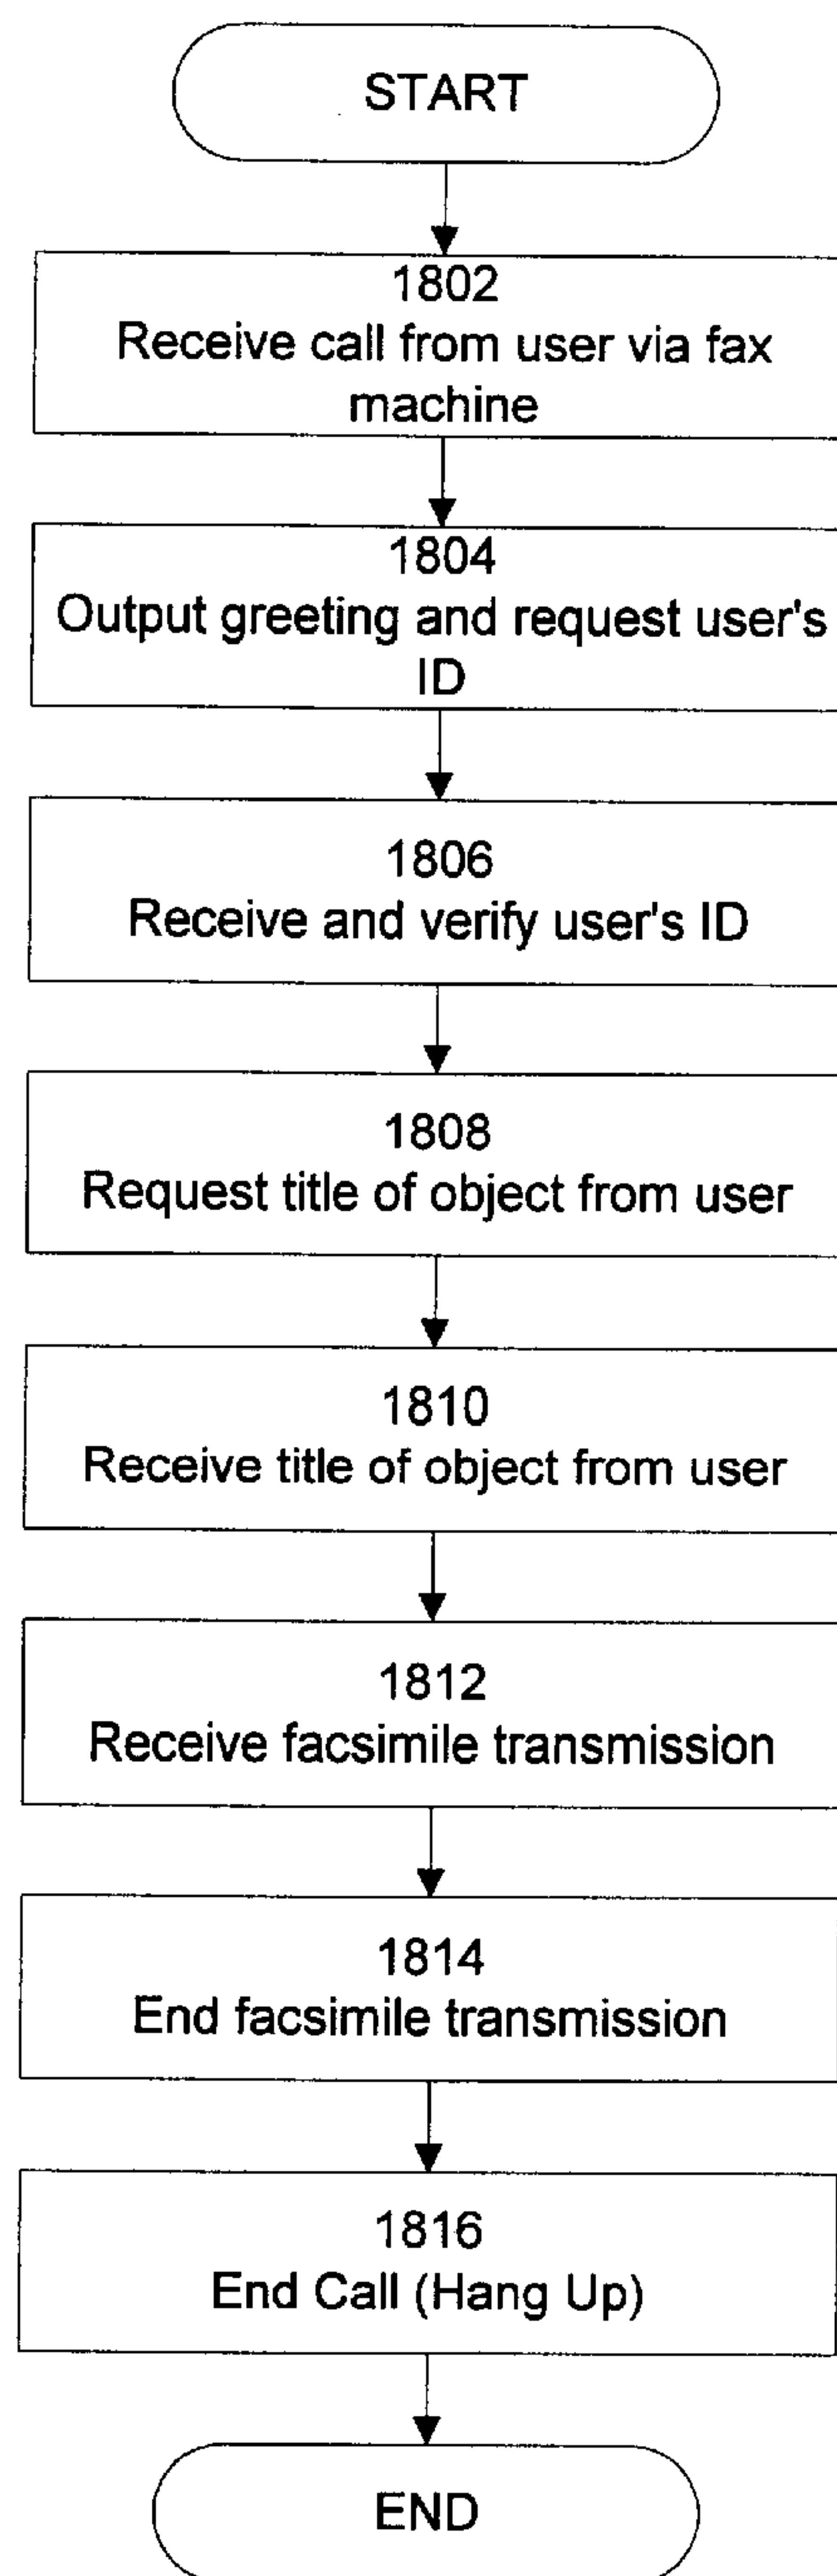 START
1802
Receive call from user via fax
machine
1804
Output greeting and request user's
ID
1806
Receive and verify user's ID
1808
Request title of object from user
1810
Receive title of object from user
1812
Receive facsimile transmission
1814
End facsimile transmission
1816
End Call (Hang Up)
END